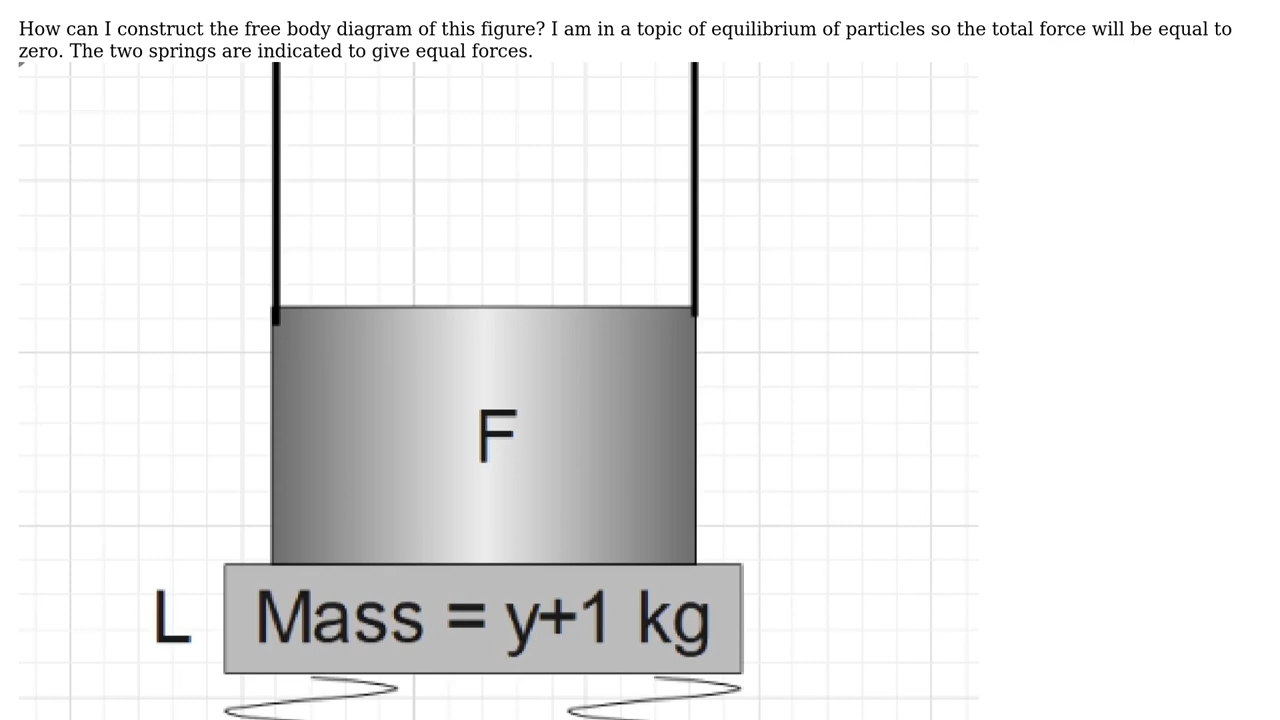 How can I construct the free body diagram of this figure? I am in a topic of equilibrium of particles so the total force will be equal to
zero. The two springs are indicated to give equal forces.
F
L Mass = y+1 kg